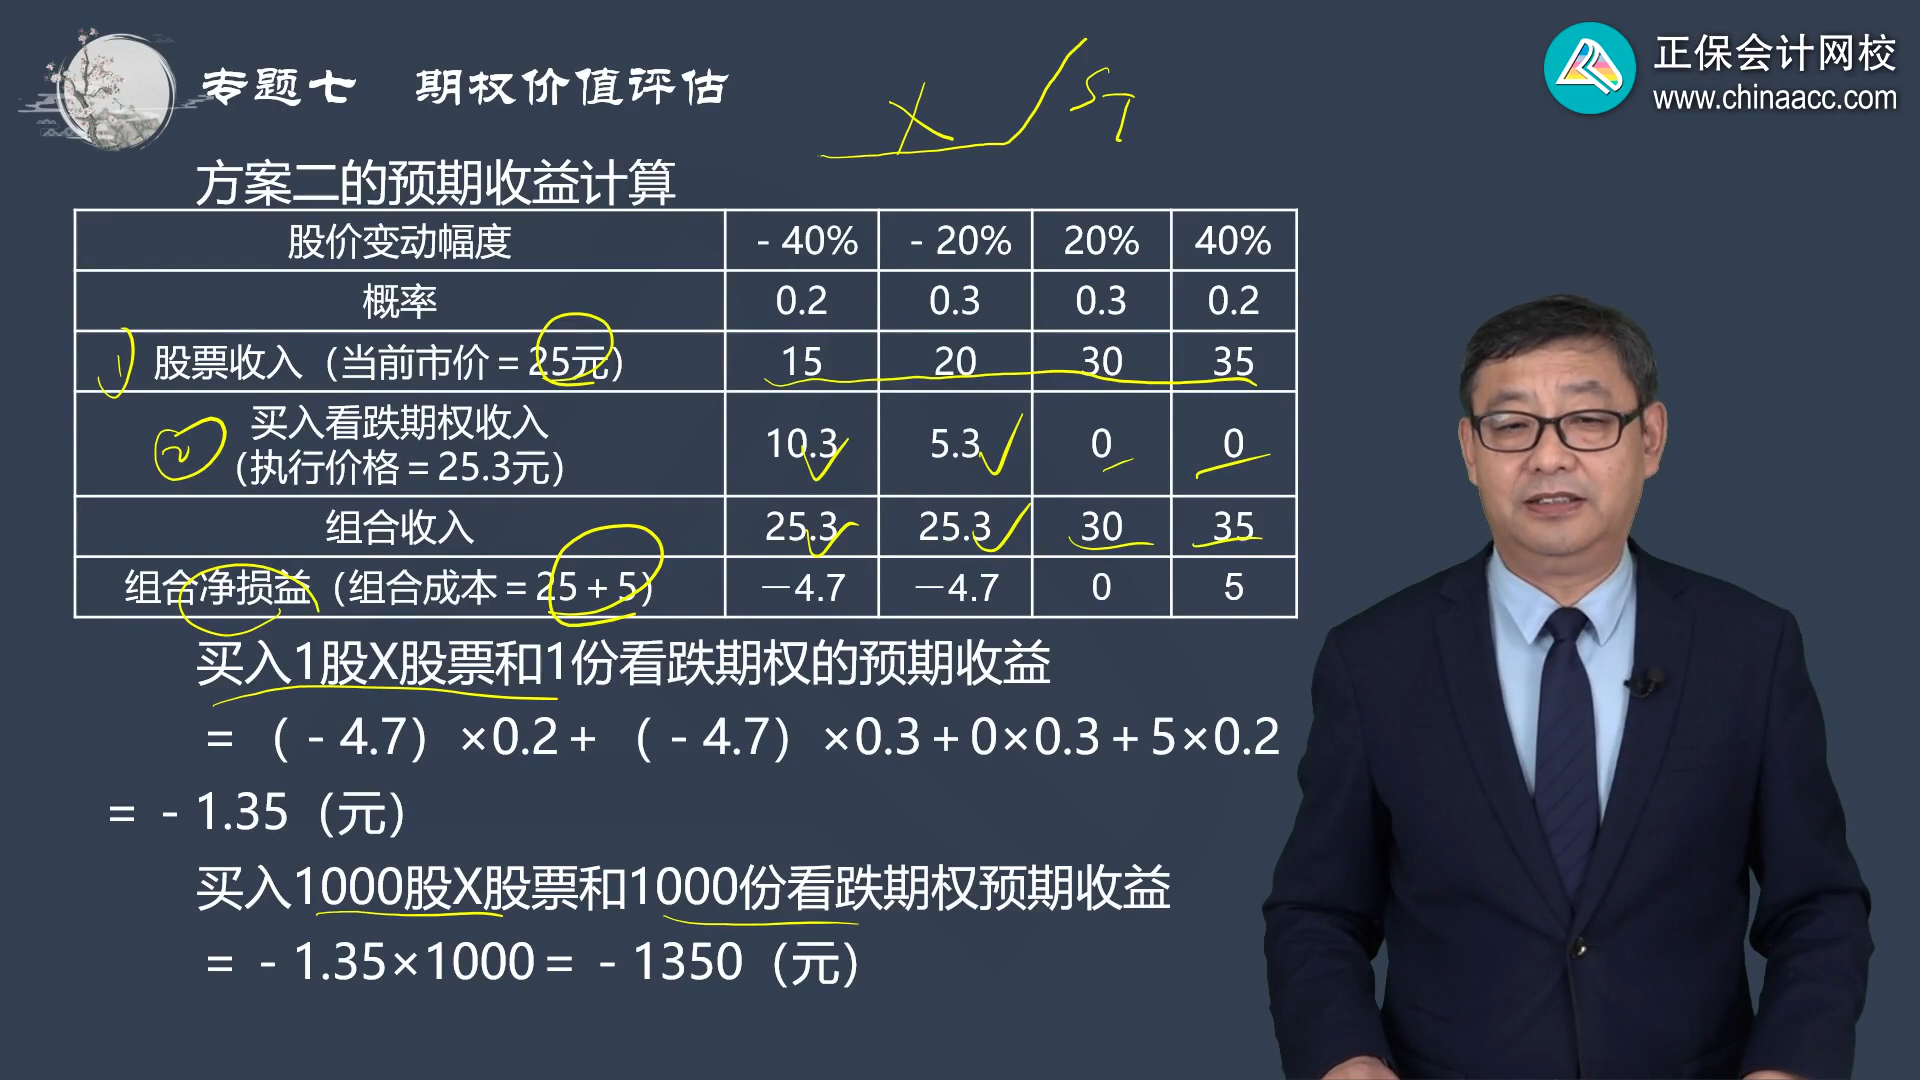 专题七 期权价值评估
正保会计网校
www.chinaacc.com
X
ST
方案二的预期收益计算
股价变动幅度 -40% -20% 20% 40%
概率 0.2 0.3 0.3 0.2
股票收入（当前市价=25元） 15 20 30 35
买入看跌期权收入
（执行价格=25.3元） 10.3 5.3 0 0
组合收入 25.3 25.3 30 35
组合净损益（组合成本=25+5） －4.7 －4.7 0 5
买入1股X股票和1份看跌期权的预期收益
=（-4.7）×0.2+（-4.7）×0.3+0×0.3+5×0.2
=-1.35（元）
买入1000股X股票和1000份看跌期权预期收益
=-1.35×1000=-1350（元）